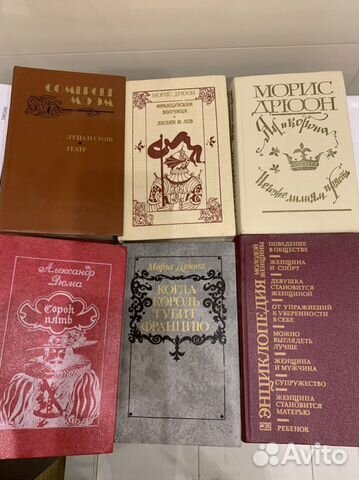 СОМЕРСЕТ
МОЭМ
ЛУНА И ГРОШ
ТЕАТР
МОРИС ДРЮОН
ФРАНЦУЗСКАЯ
ВОЛЧИЦА
ЛИЛИЯ И ЛЕВ
МОРИС
ДРЮОН
Яд и корона
Негоже лилиям прясть
Александр
Дюма
Сорок
пять
Морис Дрюон
КОГДА
КОРОЛЬ
ГУБИТ
ФРАНЦИЮ
ЭНЦИКЛОПЕДИЯ
МОЛОДОЙ
ЖЕНЩИНЫ
ПОВЕДЕНИЕ
В ОБЩЕСТВЕ
ЖЕНЩИНА
И СПОРТ
ДЕВУШКА
СТАНОВИТСЯ
ЖЕНЩИНОЙ
ОТ УПРАЖНЕНИЙ
К УВЕРЕННОСТИ
В СЕБЕ
МОЖНО
ВЫГЛЯДЕТЬ
ЛУЧШЕ
ЖЕНЩИНА
И МУЖЧИНА
СУПРУЖЕСТВО
ЖЕНЩИНА
СТАНОВИТСЯ
МАТЕРЬЮ
РЕБЕНОК
Avito